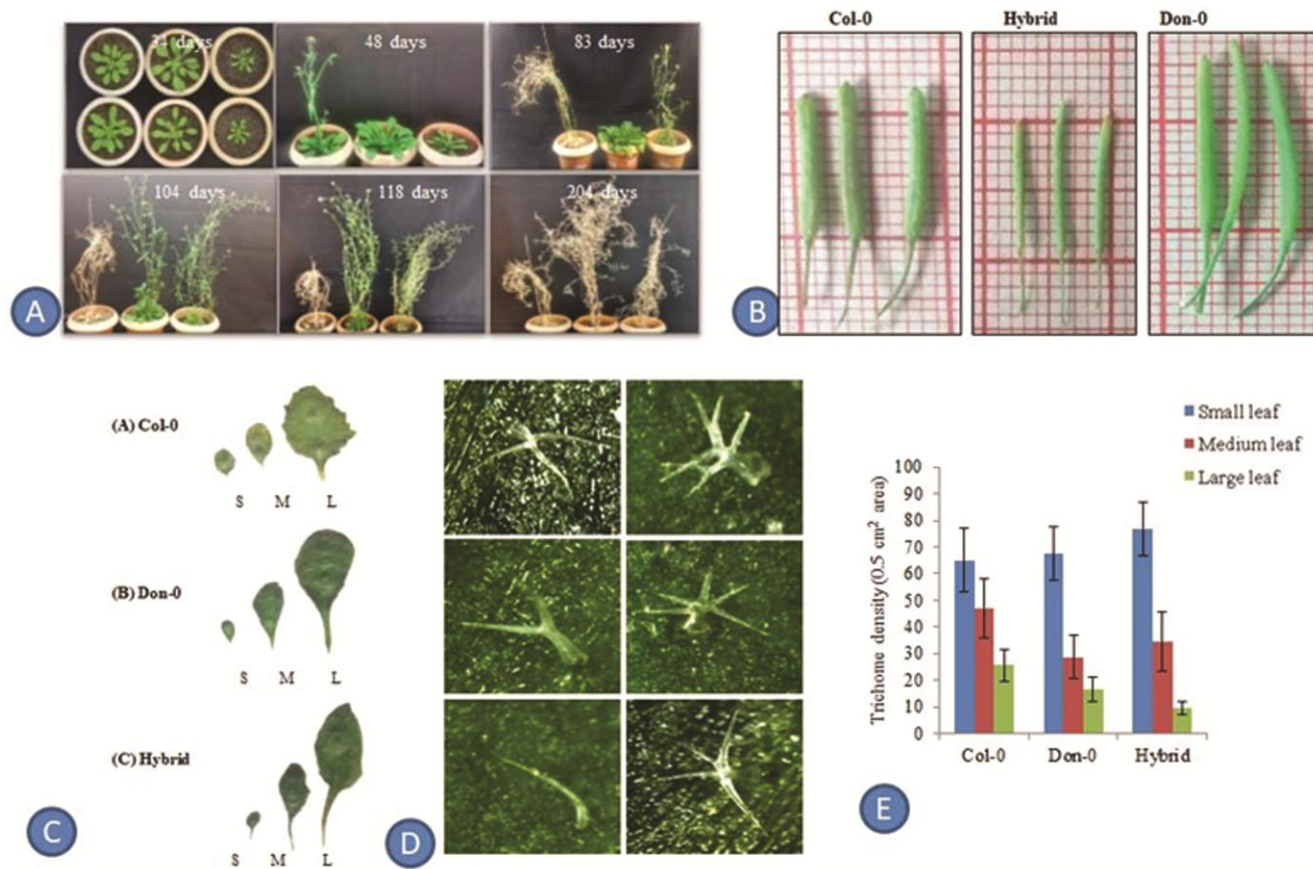 34 days
48 days
83 days
104 days
118 days
204 days
A
Col-0
Hybrid
Don-0
B
(A) Col-0
S M L
(B) Don-0
S M L
(C) Hybrid
S M L
C
D
Small leaf
Medium leaf
Large leaf
Trichome density (0.5 cm² area)
100
90
80
70
60
50
40
30
20
10
0
Col-0
Don-0
Hybrid
E